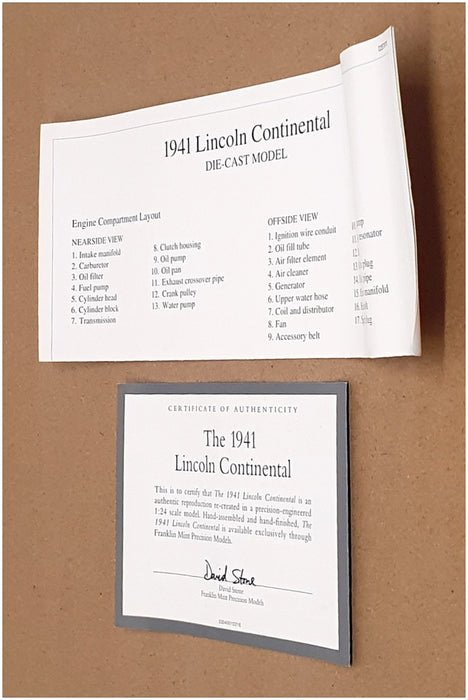 1941 Lincoln Continental
DIE-CAST MODEL
Engine Compartment Layout
NEARSIDE VIEW
1. Intake manifold
2. Carburetor
3. Oil filter
4. Fuel pump
5. Cylinder head
6. Cylinder block
7. Transmission
8. Clutch housing
9. Oil pump
10. Oil pan
11. Exhaust crossover pipe
12. Crank pulley
13. Water pump
OFFSIDE VIEW
1. Ignition wire conduit
2. Oil fill tube
3. Air filter element
4. Air cleaner
5. Generator
6. Upper water hose
7. Coil and distributor
8. Fan
9. Accessory belt
11. resonator
plug
pipe
manifold
CERTIFICATE OF AUTHENTICITY
The 1941
Lincoln Continental
This is to certify that The 1941 Lincoln Continental is an
authentic reproduction re-created in a precision-engineered
1:24 scale model. Hand-assembled and hand-finished, The
1941 Lincoln Continental is available exclusively through
Franklin Mint Precision Models.
David Stone
David Stone
Franklin Mint Precision Models